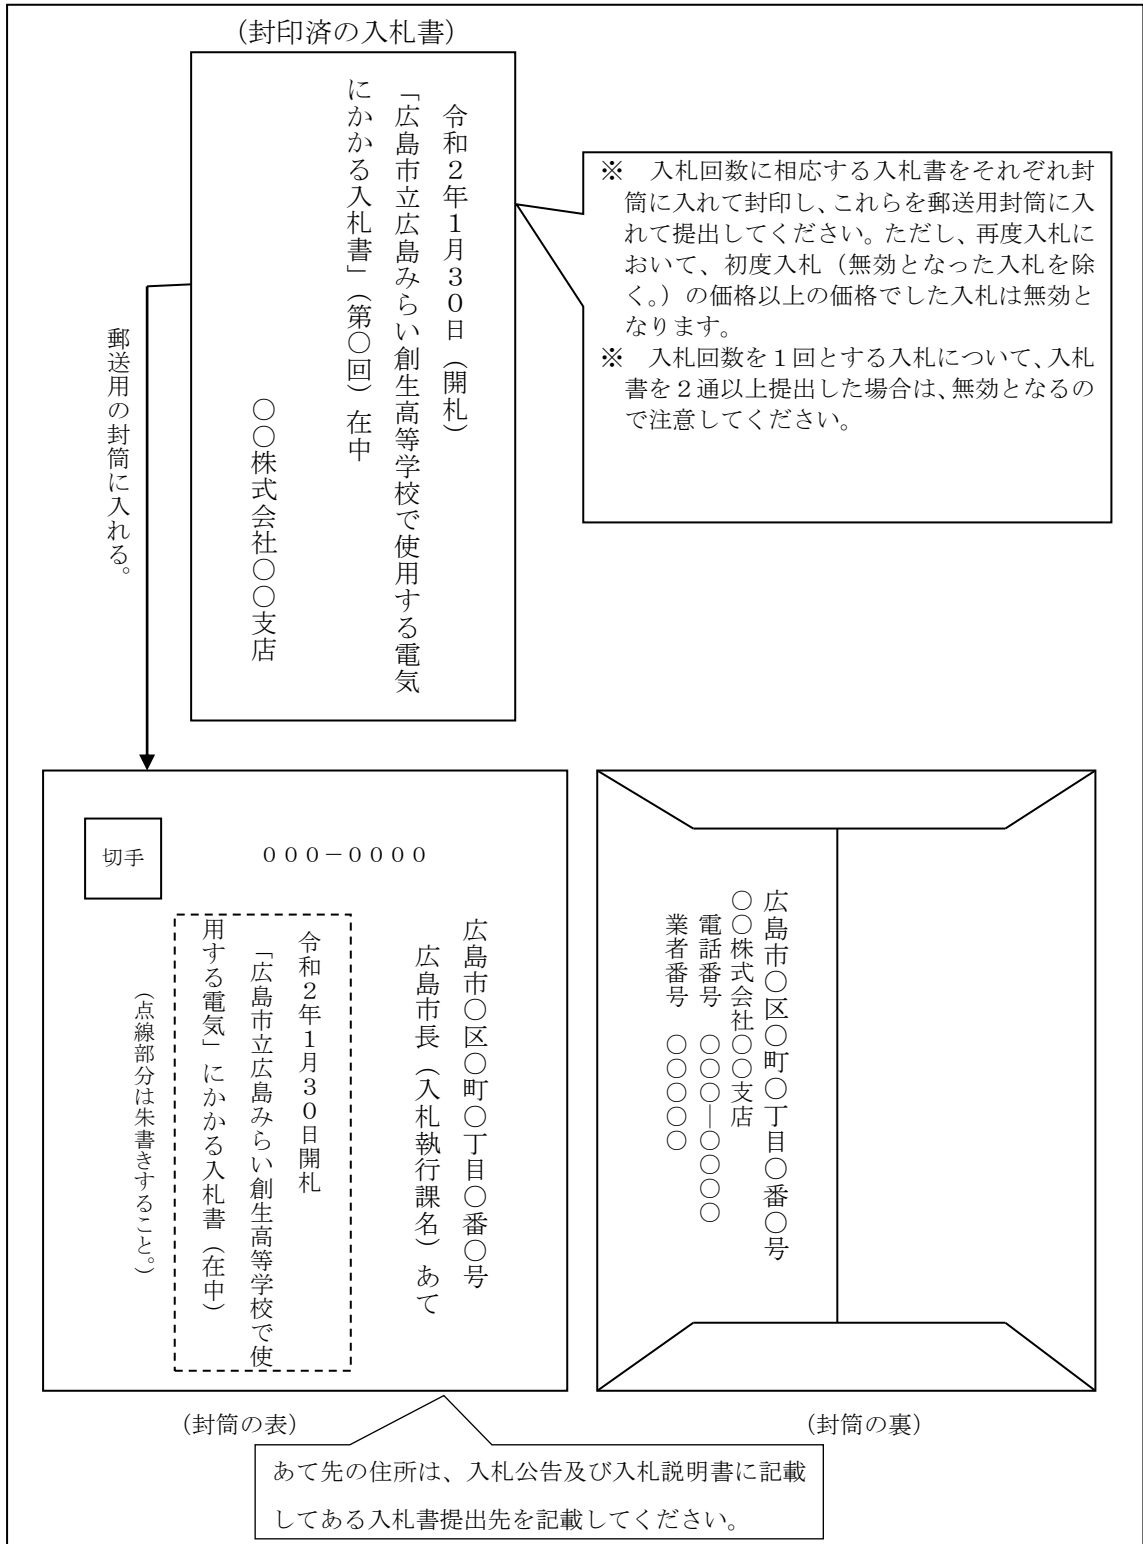 (封印済の入札書)
令和２年１月３０日（開札）
「広島市立広島みらい創生高等学校で使用する電気
にかかる入札書」（第○回）在中
○○株式会社○○支店
※　入札回数に相応する入札書をそれぞれ封
筒に入れて封印し、これらを郵送用封筒に入
れて提出してください。ただし、再度入札に
おいて、初度入札（無効となった入札を除
く。）の価格以上の価格でした入札は無効と
なります。
※　入札回数を１回とする入札について、入札
書を２通以上提出した場合は、無効となるの
で注意してください。
郵送用の封筒に入れる。
切手
０００－００００
広島市○区○町○丁目○番○号
広島市長（入札執行課名）あて
令和２年１月３０日開札
「広島市立広島みらい創生高等学校で使
用する電気」にかかる入札書（在中）
（点線部分は朱書きすること。）
広島市○区○町○丁目○番○号
○○株式会社○○支店
電話番号　○○○―○○○○
業者番号　○○○○○
(封筒の表)
(封筒の裏)
あて先の住所は、入札公告及び入札説明書に記載
してある入札書提出先を記載してください。